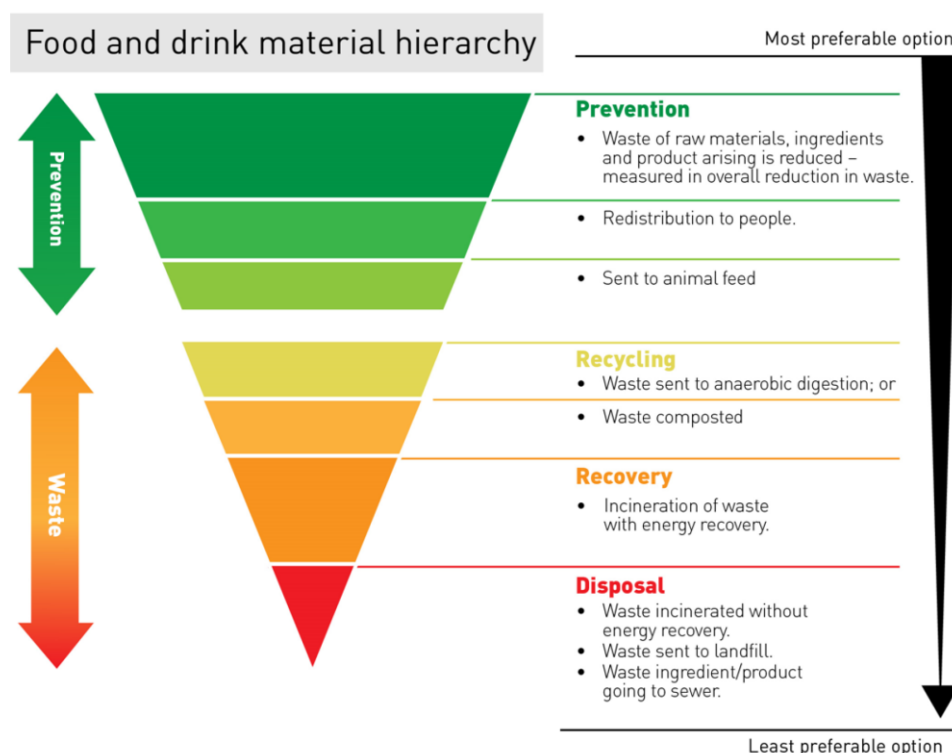 Food and drink material hierarchy
Most preferable option
Prevention
Prevention
• Waste of raw materials, ingredients
and product arising is reduced –
measured in overall reduction in waste.
• Redistribution to people.
• Sent to animal feed
Waste
Recycling
• Waste sent to anaerobic digestion; or
• Waste composted
Recovery
• Incineration of waste
with energy recovery.
Disposal
• Waste incinerated without
energy recovery.
• Waste sent to landfill.
• Waste ingredient/product
going to sewer.
Least preferable option